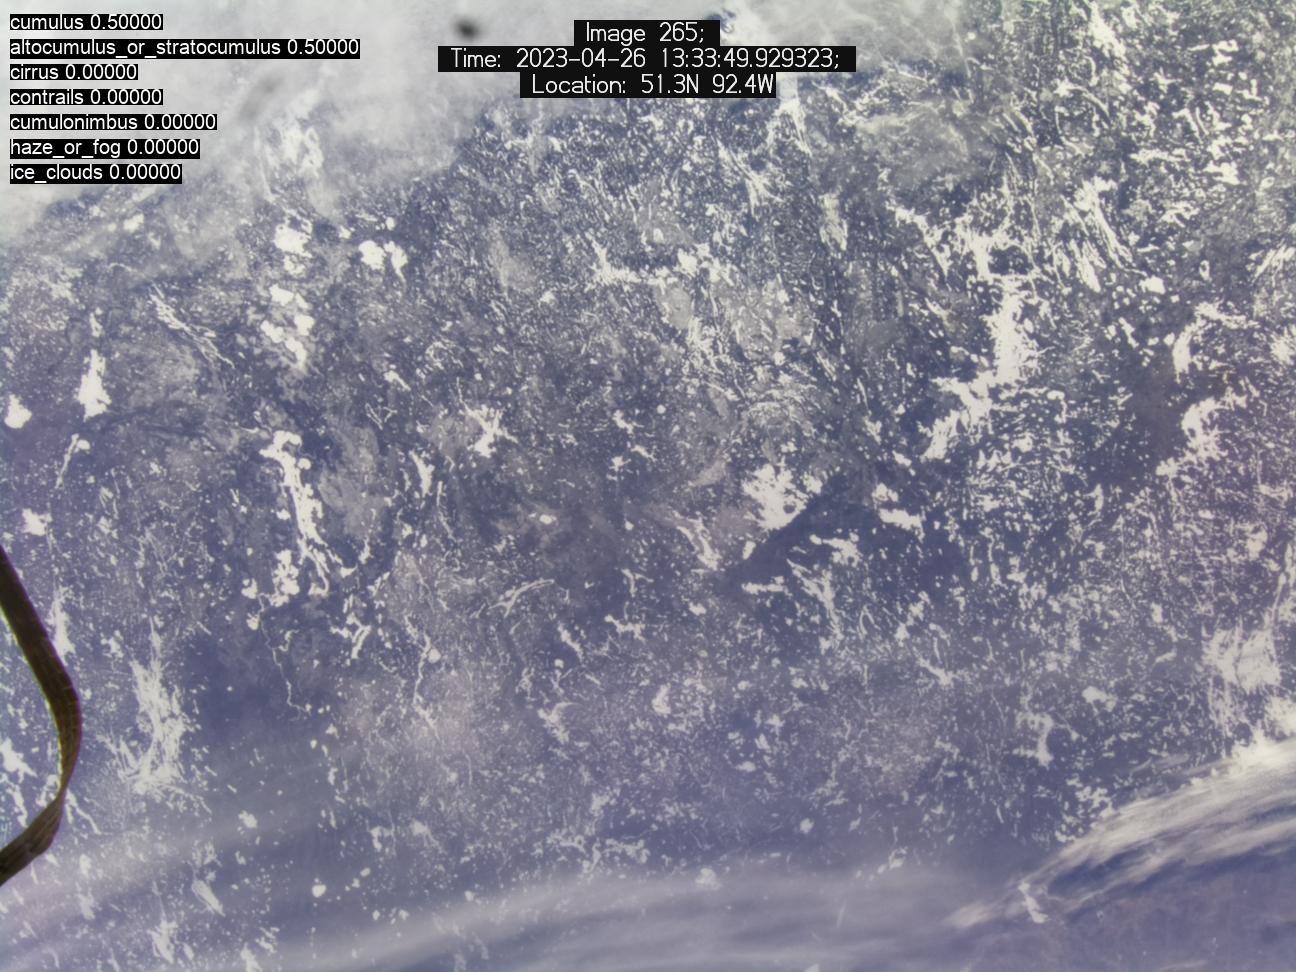 cumulus 0.50000
altocumulus_or_stratocumulus 0.50000
cirrus 0.00000
contrails 0.00000
cumulonimbus 0.00000
haze_or_fog 0.00000
ice_clouds 0.00000
Image 265;
Time: 2023-04-26 13:33:49.929323;
Location: 51.3N 92.4W